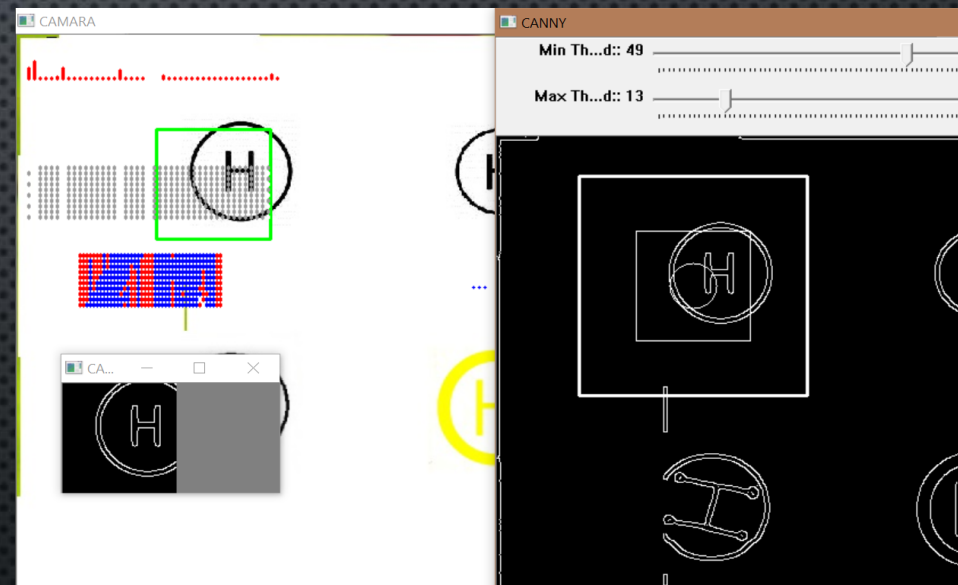 CAMARA
H
H
H
CA...
H
CANNY
Min Th...d:: 49
Max Th...d:: 13
H
H